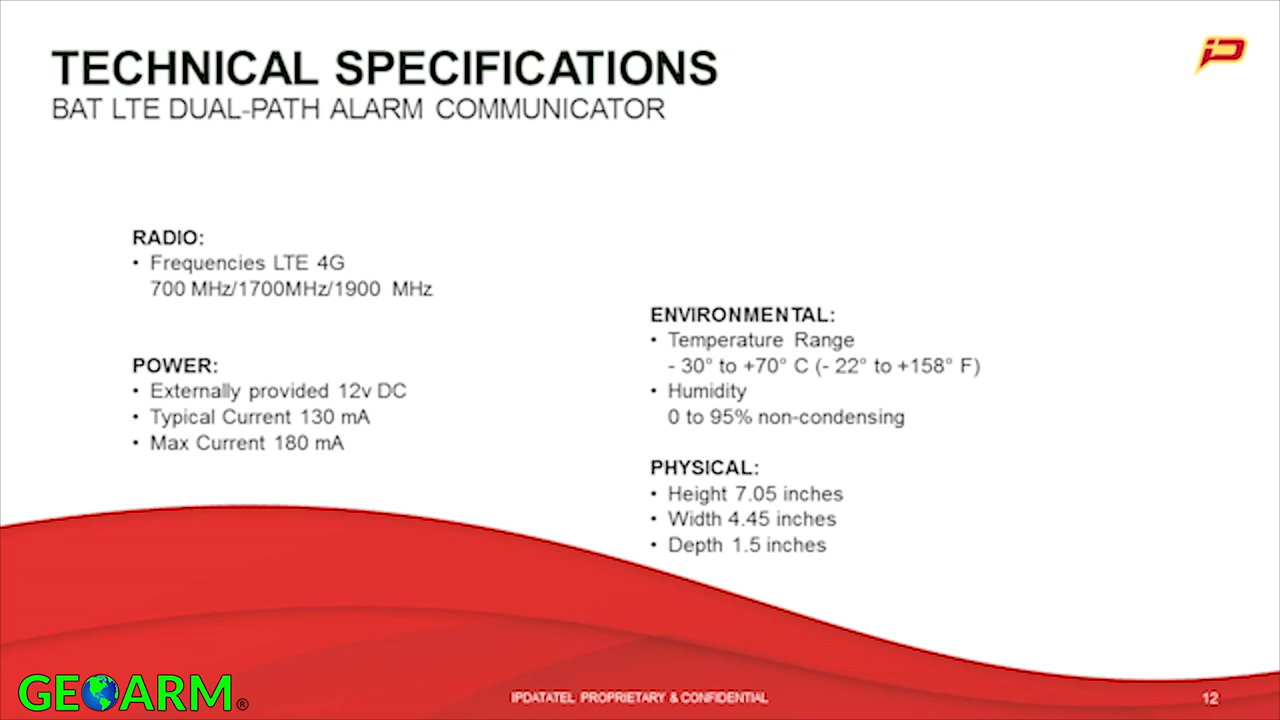 TECHNICAL SPECIFICATIONS
BAT LTE DUAL-PATH ALARM COMMUNICATOR
iD
RADIO:
• Frequencies LTE 4G
700 MHz/1700MHz/1900 MHz
POWER:
• Externally provided 12v DC
• Typical Current 130 mA
• Max Current 180 mA
ENVIRONMENTAL:
• Temperature Range
- 30° to +70° C (- 22° to +158° F)
• Humidity
0 to 95% non-condensing
PHYSICAL:
• Height 7.05 inches
• Width 4.45 inches
• Depth 1.5 inches
GEOARM®
IPDATATEL PROPRIETARY & CONFIDENTIAL
12